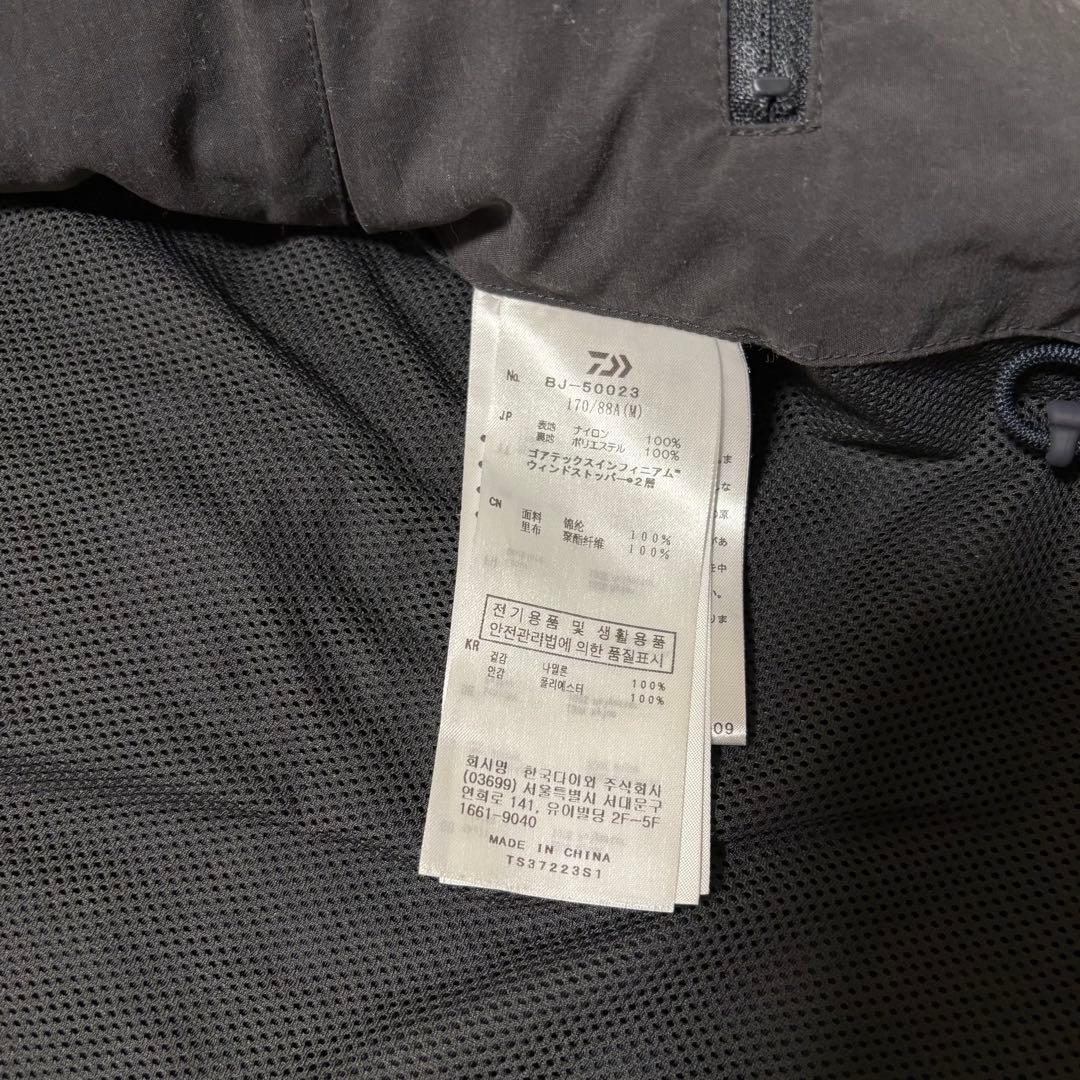 No. BJ-50023
170/88A(M)
JP
表地 ナイロン 100%
裏地 ポリエステル 100%
ゴアテックスインフィニアム™
ウィンドストッパー®2層
CN
面料 锦纶 100%
里布 聚酯纤维 100%
전기용품 및 생활용품
안전관리법에 의한 품질표시
KR
겉감 나일론 100%
안감 폴리에스터 100%
회사명 한국다이와 주식회사
(03699) 서울특별시 서대문구
연희로 141, 유이빌딩 2F-5F
1661-9040
MADE IN CHINA
TS37223S1
09